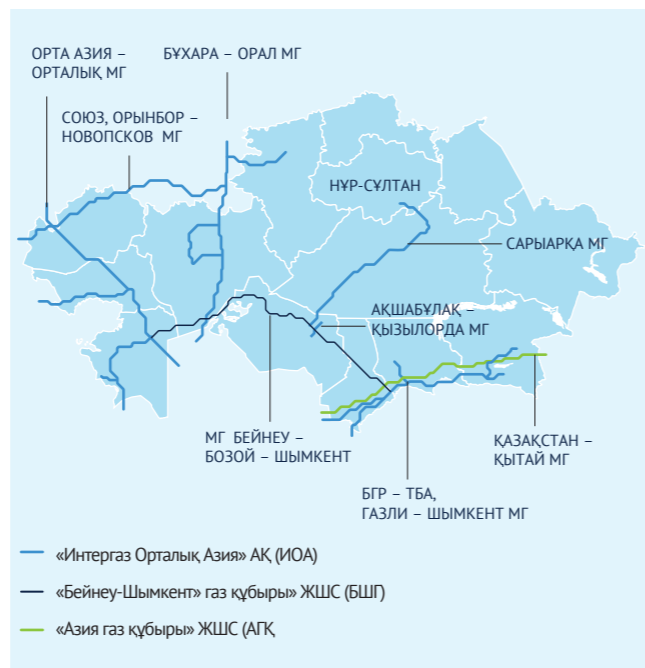 ОРТА АЗИЯ –
ОРТАЛЫҚ МГ
БҰХАРА – ОРАЛ МГ
СОЮЗ, ОРЫНБОР –
НОВОПСКОВ МГ
НҰР-СҰЛТАН
САРЫАРҚА МГ
АҚШАБҰЛАҚ –
ҚЫЗЫЛОРДА МГ
МГ БЕЙНЕУ –
БОЗОЙ – ШЫМКЕНТ
ҚАЗАҚСТАН –
ҚЫТАЙ МГ
БГР – ТБА,
ГАЗЛИ – ШЫМКЕНТ МГ
«Интергаз Орталық Азия» АҚ (ИОА)
«Бейнеу-Шымкент» газ құбыры» ЖШС (БШГ)
«Азия газ құбыры» ЖШС (АГҚ